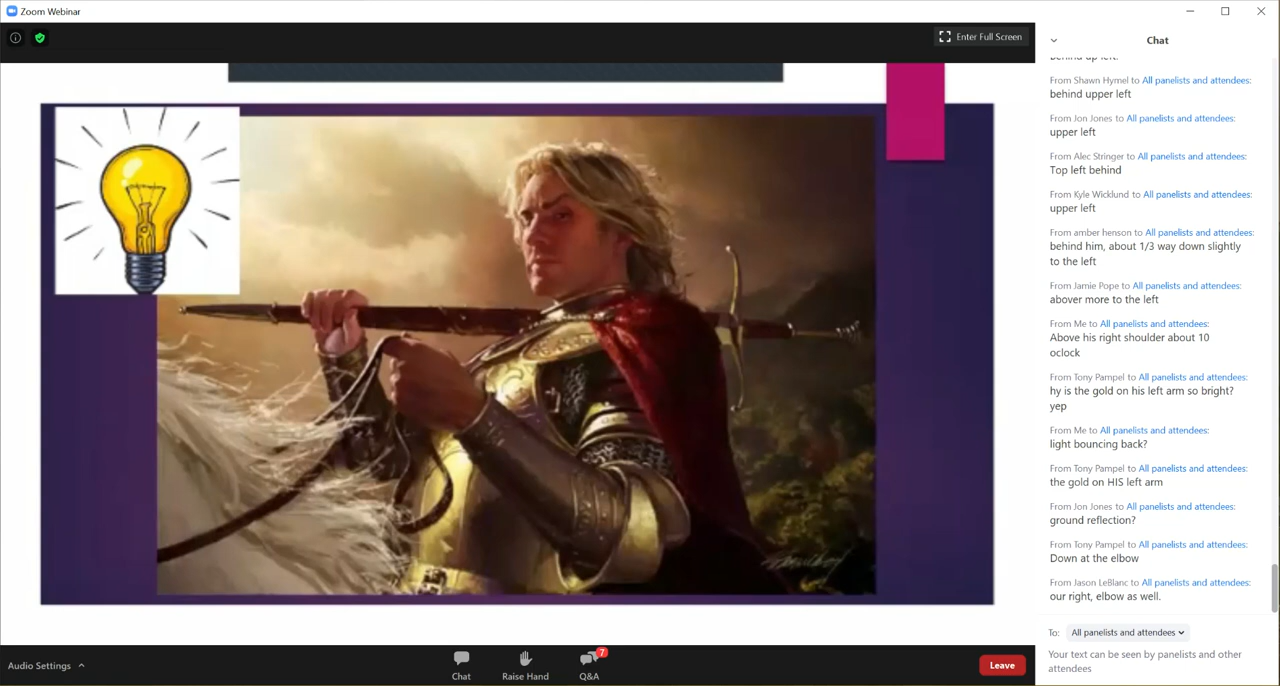 Zoom Webinar
Enter Full Screen
Chat
From Shawn Hymel to All panelists and attendees:
behind upper left
From Jon Jones to All panelists and attendees:
upper left
From Alec Stringer to All panelists and attendees:
Top left behind
From Kyle Wicklund to All panelists and attendees:
upper left
From amber henson to All panelists and attendees:
behind him, about 1/3 way down slightly
to the left
From Jamie Pope to All panelists and attendees:
abover more to the left
From Me to All panelists and attendees:
Above his right shoulder about 10
oclock
From Tony Pampel to All panelists and attendees:
hy is the gold on his left arm so bright?
yep
From Me to All panelists and attendees:
light bouncing back?
From Tony Pampel to All panelists and attendees:
the gold on HIS left arm
From Jon Jones to All panelists and attendees:
ground reflection?
From Tony Pampel to All panelists and attendees:
Down at the elbow
From Jason LeBlanc to All panelists and attendees:
our right, elbow as well.
To: All panelists and attendees
Your text can be seen by panelists and other
attendees
Audio Settings
Chat
Raise Hand
7
Q&A
Leave